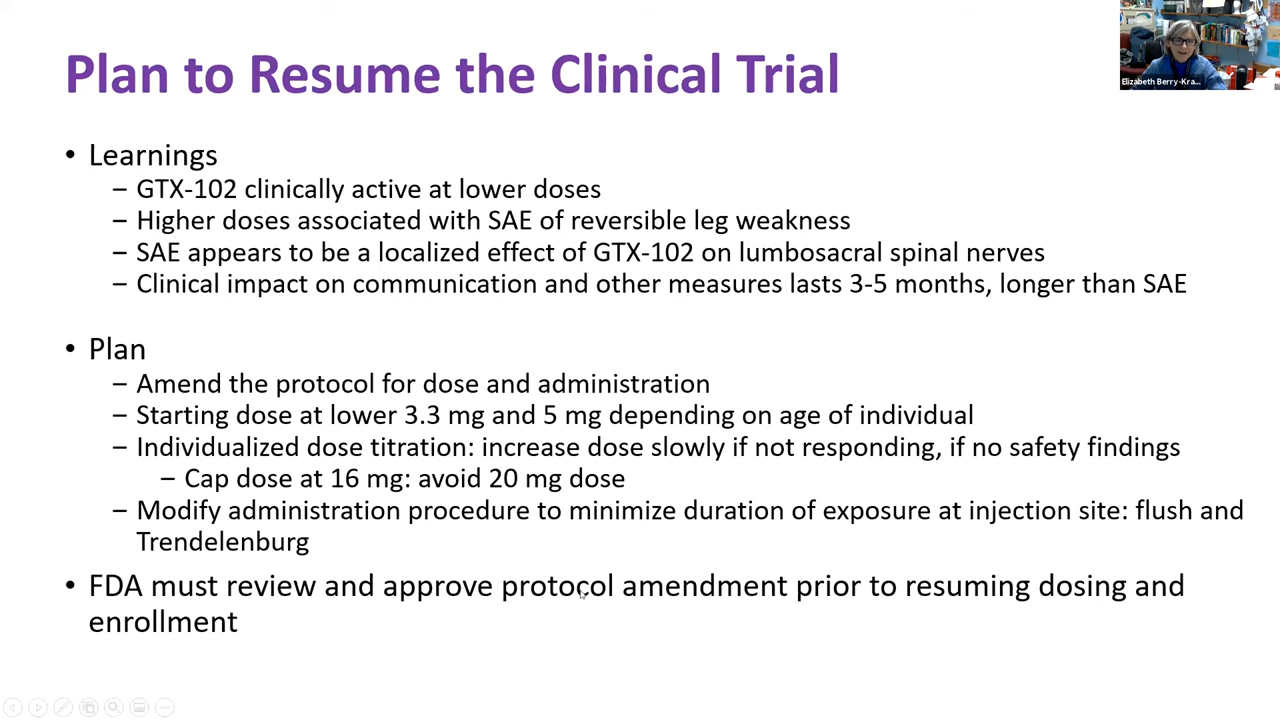 Plan to Resume the Clinical Trial
Elizabeth Berry-Kra...
• Learnings
– GTX-102 clinically active at lower doses
– Higher doses associated with SAE of reversible leg weakness
– SAE appears to be a localized effect of GTX-102 on lumbosacral spinal nerves
– Clinical impact on communication and other measures lasts 3-5 months, longer than SAE
• Plan
– Amend the protocol for dose and administration
– Starting dose at lower 3.3 mg and 5 mg depending on age of individual
– Individualized dose titration: increase dose slowly if not responding, if no safety findings
– Cap dose at 16 mg: avoid 20 mg dose
– Modify administration procedure to minimize duration of exposure at injection site: flush and
Trendelenburg
• FDA must review and approve protocol amendment prior to resuming dosing and
enrollment